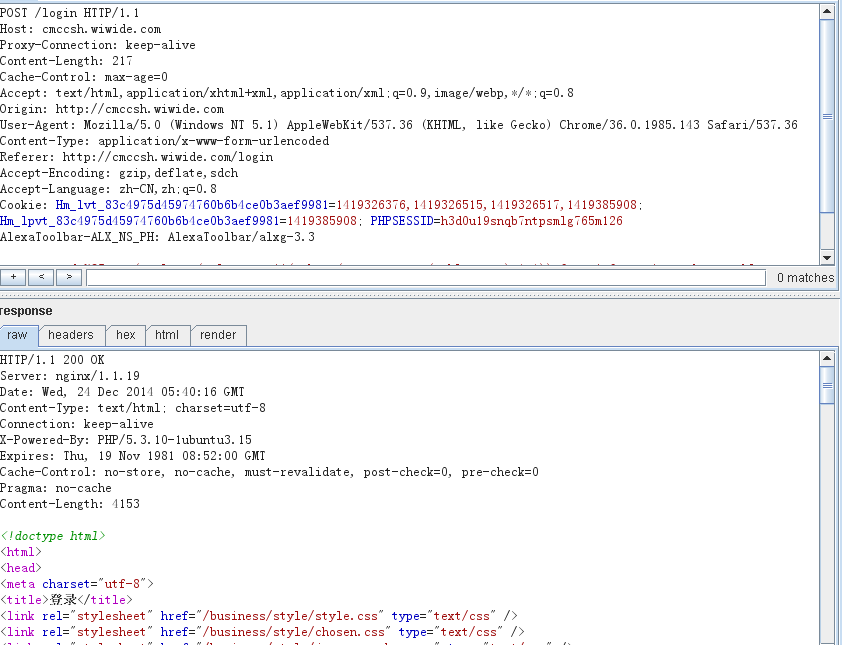 POST /login HTTP/1.1
Host: cmccsh.wiwide.com
Proxy-Connection: keep-alive
Content-Length: 217
Cache-Control: max-age=0
Accept: text/html,application/xhtml+xml,application/xml;q=0.9,image/webp,*/*;q=0.8
Origin: http://cmccsh.wiwide.com
User-Agent: Mozilla/5.0 (Windows NT 5.1) AppleWebKit/537.36 (KHTML, like Gecko) Chrome/36.0.1985.143 Safari/537.36
Content-Type: application/x-www-form-urlencoded
Referer: http://cmccsh.wiwide.com/login
Accept-Encoding: gzip,deflate,sdch
Accept-Language: zh-CN,zh;q=0.8
Cookie: Hm_lvt_83c4975d45974760b6b4ce0b3aef9981=1419326376,1419326515,1419326517,1419385908;
Hm_lpvt_83c4975d45974760b6b4ce0b3aef9981=1419385908; PHPSESSID=h3d0u19snqb7ntpsmlg765m126
AlexaToolbar-ALX_NS_PH: AlexaToolbar/alxg-3.3
+ < > 0 matches
response
raw headers hex html render
HTTP/1.1 200 OK
Server: nginx/1.1.19
Date: Wed, 24 Dec 2014 05:40:16 GMT
Content-Type: text/html; charset=utf-8
Connection: keep-alive
X-Powered-By: PHP/5.3.10-1ubuntu3.15
Expires: Thu, 19 Nov 1981 08:52:00 GMT
Cache-Control: no-store, no-cache, must-revalidate, post-check=0, pre-check=0
Pragma: no-cache
Content-Length: 4153
<!doctype html>
<html>
<head>
<meta charset="utf-8">
<title>登录</title>
<link rel="stylesheet" href="/business/style/style.css" type="text/css" />
<link rel="stylesheet" href="/business/style/chosen.css" type="text/css" />